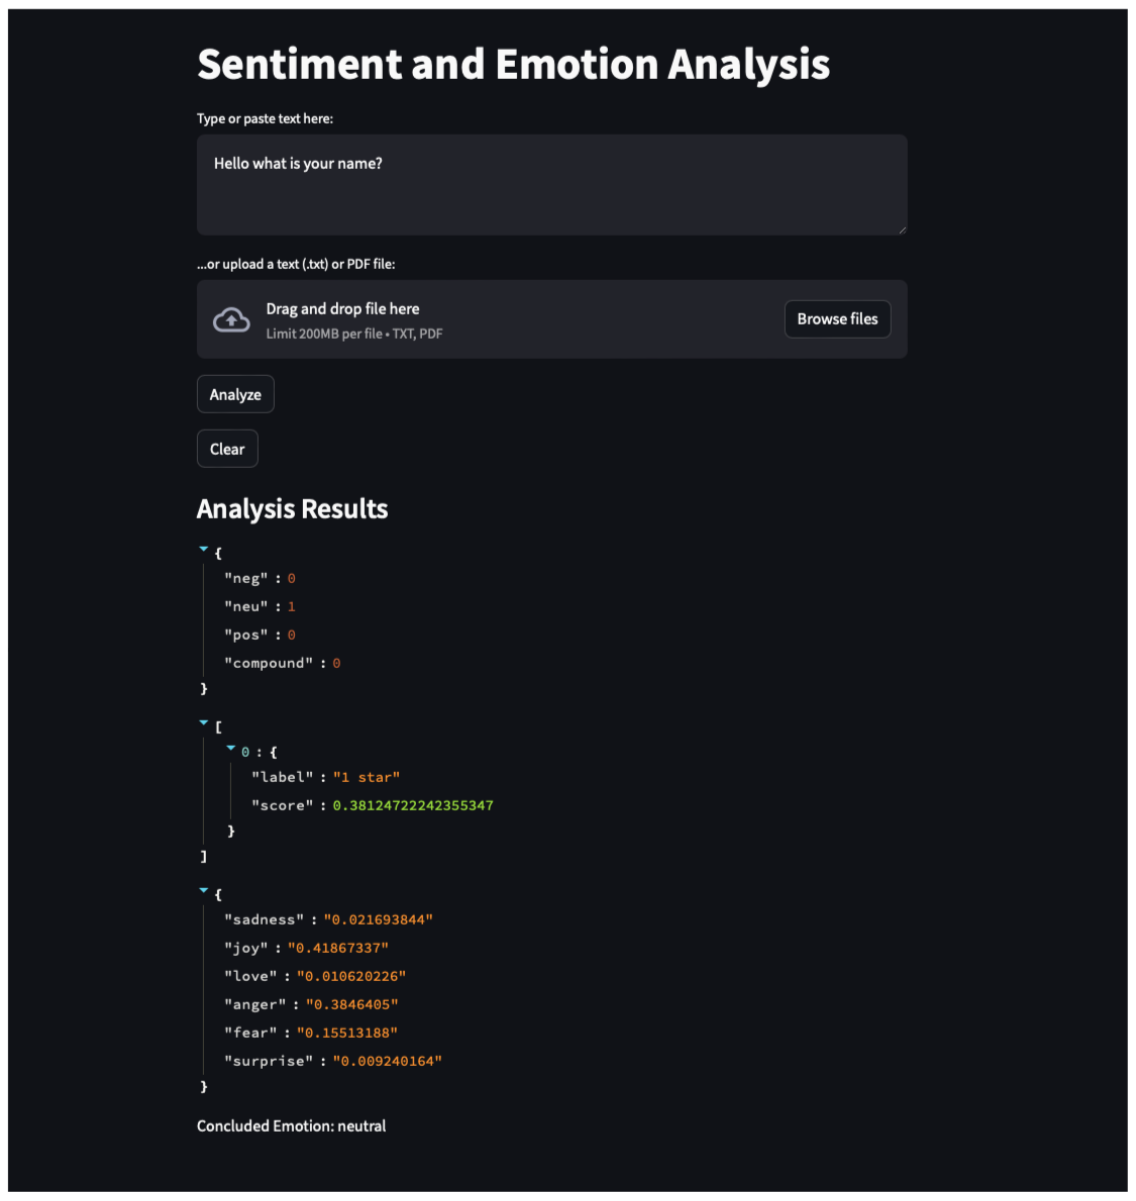 Sentiment and Emotion Analysis
Type or paste text here:
Hello what is your name?
...or upload a text (.txt) or PDF file:
Drag and drop file here
Limit 200MB per file • TXT, PDF
Browse files
Analyze
Clear
Analysis Results
{
"neg" : 0
"neu" : 1
"pos" : 0
"compound" : 0
}
[
0 : {
"label" : "1 star"
"score" : 0.38124722242355347
}
]
{
"sadness" : "0.021693844"
"joy" : "0.41867337"
"love" : "0.010620226"
"anger" : "0.3846405"
"fear" : "0.15513188"
"surprise" : "0.009240164"
}
Concluded Emotion: neutral